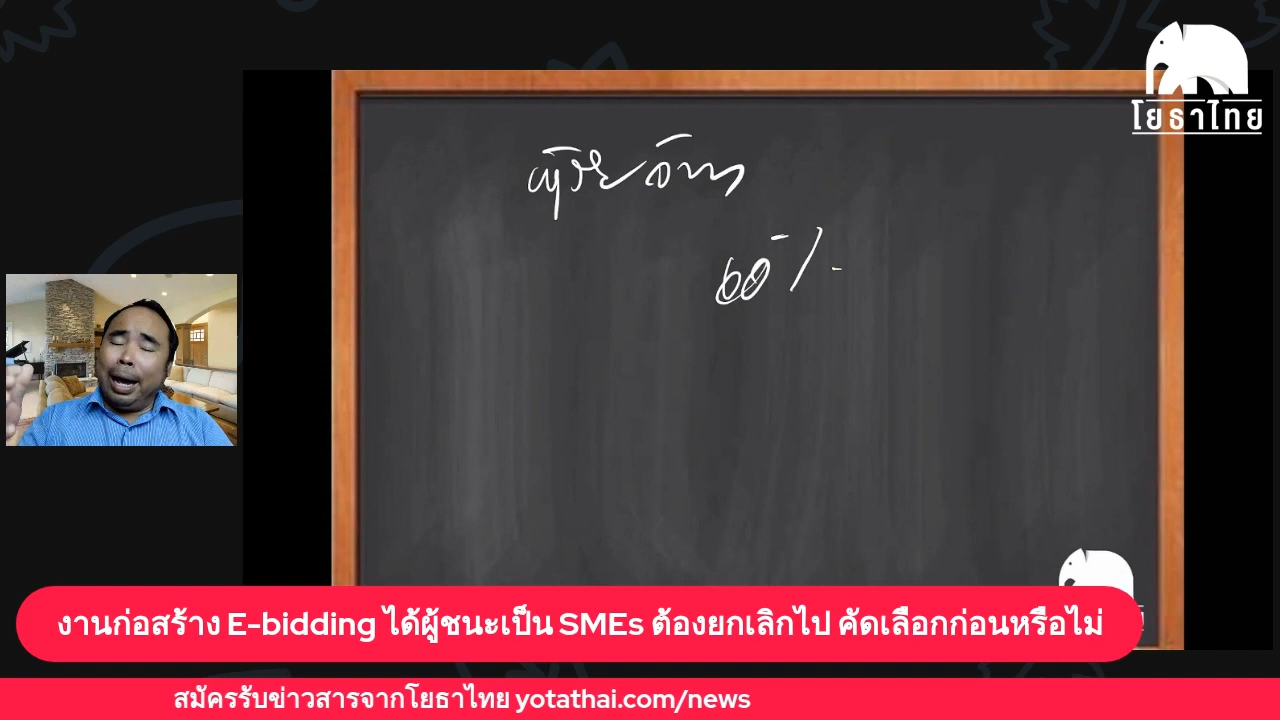 โยธาไทย
งานก่อสร้าง E-bidding ได้ผู้ชนะเป็น SMEs ต้องยกเลิกไป คัดเลือกก่อนหรือไม่
สมัครรับข่าวสารจากโยธาไทย yotathai.com/news